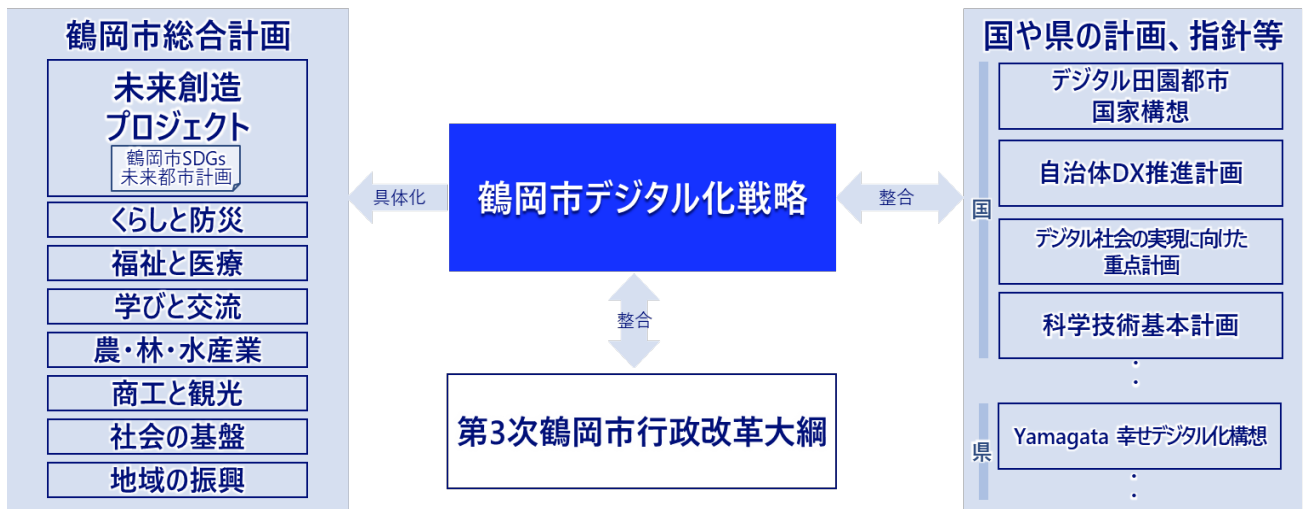 鶴岡市総合計画
未来創造
プロジェクト
鶴岡市SDGs
未来都市計画
くらしと防災
福祉と医療
学びと交流
農・林・水産業
商工と観光
社会の基盤
地域の振興
具体化
鶴岡市デジタル化戦略
整合
整合
第3次鶴岡市行政改革大綱
国や県の計画、指針等
国
デジタル田園都市
国家構想
自治体DX推進計画
デジタル社会の実現に向けた
重点計画
科学技術基本計画
・
・
県
Yamagata 幸せデジタル化構想
・
・